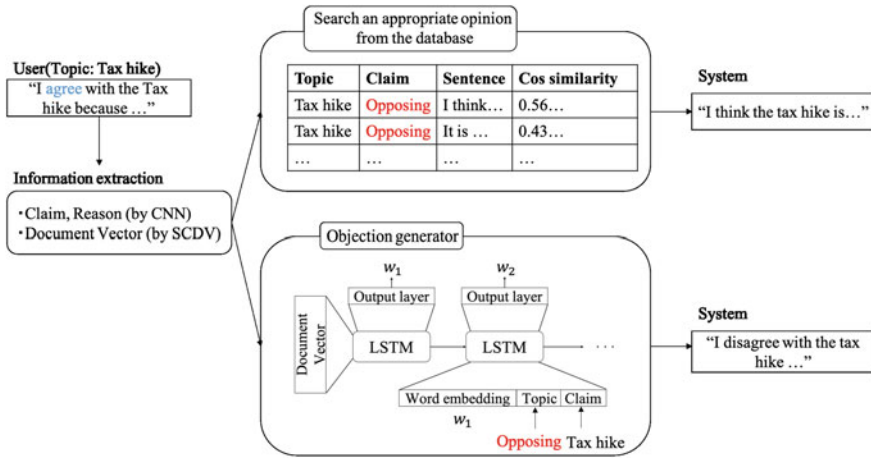 Search an appropriate opinion
from the database
User(Topic: Tax hike)
“I agree with the Tax
hike because …”
Topic Claim Sentence Cos similarity
Tax hike Opposing I think… 0.56…
Tax hike Opposing It is … 0.43…
… … … …
System
“I think the tax hike is…”
Information extraction
・Claim, Reason (by CNN)
・Document Vector (by SCDV)
Objection generator
w₁ w₂
Output layer Output layer
Document
Vector
LSTM LSTM . . .
Word embedding Topic Claim
w₁
Opposing Tax hike
System
“I disagree with the tax
hike …”